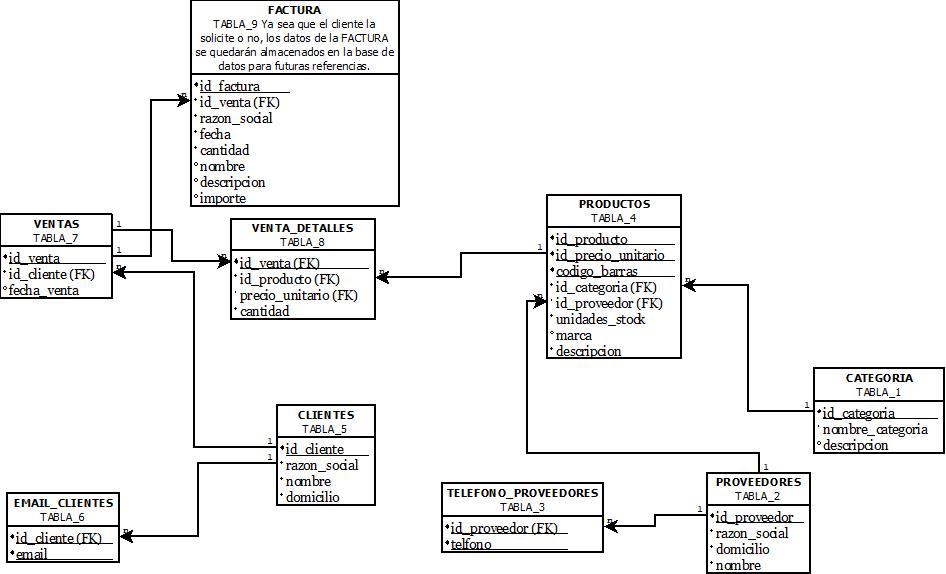 FACTURA
TABLA_9 Ya sea que el cliente la
solicite o no, los datos de la FACTURA
se quedarán almacenados en la base de
datos para futuras referencias.
id_factura
id_venta (FK)
razon_social
fecha
cantidad
nombre
descripcion
importe
n
VENTAS
TABLA_7
id_venta
id_cliente (FK)
fecha_venta
1
1
n
VENTA_DETALLES
TABLA_8
id_venta (FK)
id_producto (FK)
precio_unitario (FK)
cantidad
n
n
PRODUCTOS
TABLA_4
id_producto
id_precio_unitario
codigo_barras
id_categoria (FK)
id_proveedor (FK)
unidades_stock
marca
descripcion
1
n
n
CATEGORIA
TABLA_1
id_categoria
nombre_categoria
descripcion
1
CLIENTES
TABLA_5
id_cliente
razon_social
nombre
domicilio
1
1
EMAIL_CLIENTES
TABLA_6
id_cliente (FK)
email
n
TELEFONO_PROVEEDORES
TABLA_3
id_proveedor (FK)
telfono
n
PROVEEDORES
TABLA_2
id_proveedor
razon_social
domicilio
nombre
1
1